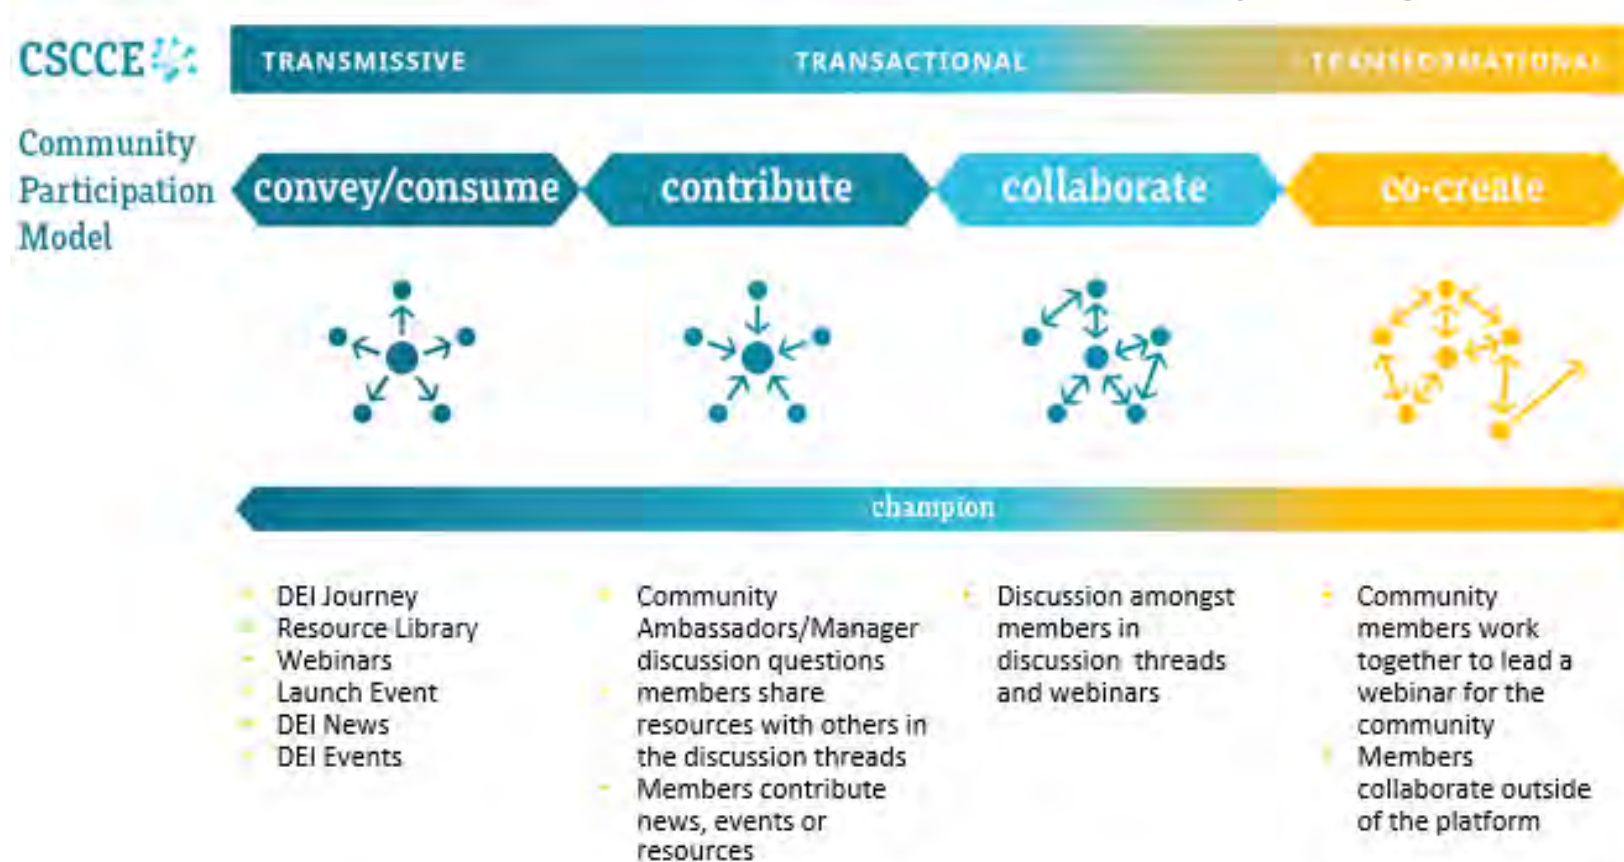 CSCCE
TRANSMISSIVE
TRANSACTIONAL
TRANSFORMATIONAL
Community
Participation
Model
convey/consume
contribute
collaborate
co-create
champion
DEI Journey
Resource Library
Webinars
Launch Event
DEI News
DEI Events
Community
Ambassadors/Manager
discussion questions
members share
resources with others in
the discussion threads
Members contribute
news, events or
resources
Discussion amongst
members in
discussion threads
and webinars
Community
members work
together to lead a
webinar for the
community
Members
collaborate outside
of the platform